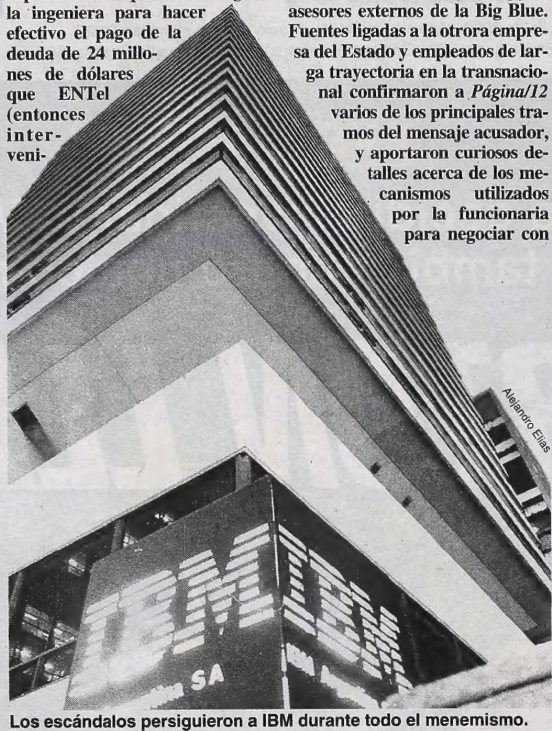 la ingeniera para hacer
efectivo el pago de la
deuda de 24 millo-
nes de dólares
que ENTel
(entonces
inter-
veni-
asesores externos de la Big Blue.
Fuentes ligadas a la otrora empre-
sa del Estado y empleados de lar-
ga trayectoria en la transnacio-
nal confirmaron a Página/12
varios de los principales tra-
mos del mensaje acusador,
y aportaron curiosos de-
talles acerca de los me-
canismos utilizados
por la funcionaria
para negociar con
Alejandro Elías
IBM IBM
SA
Los escándalos persiguieron a IBM durante todo el menemismo.